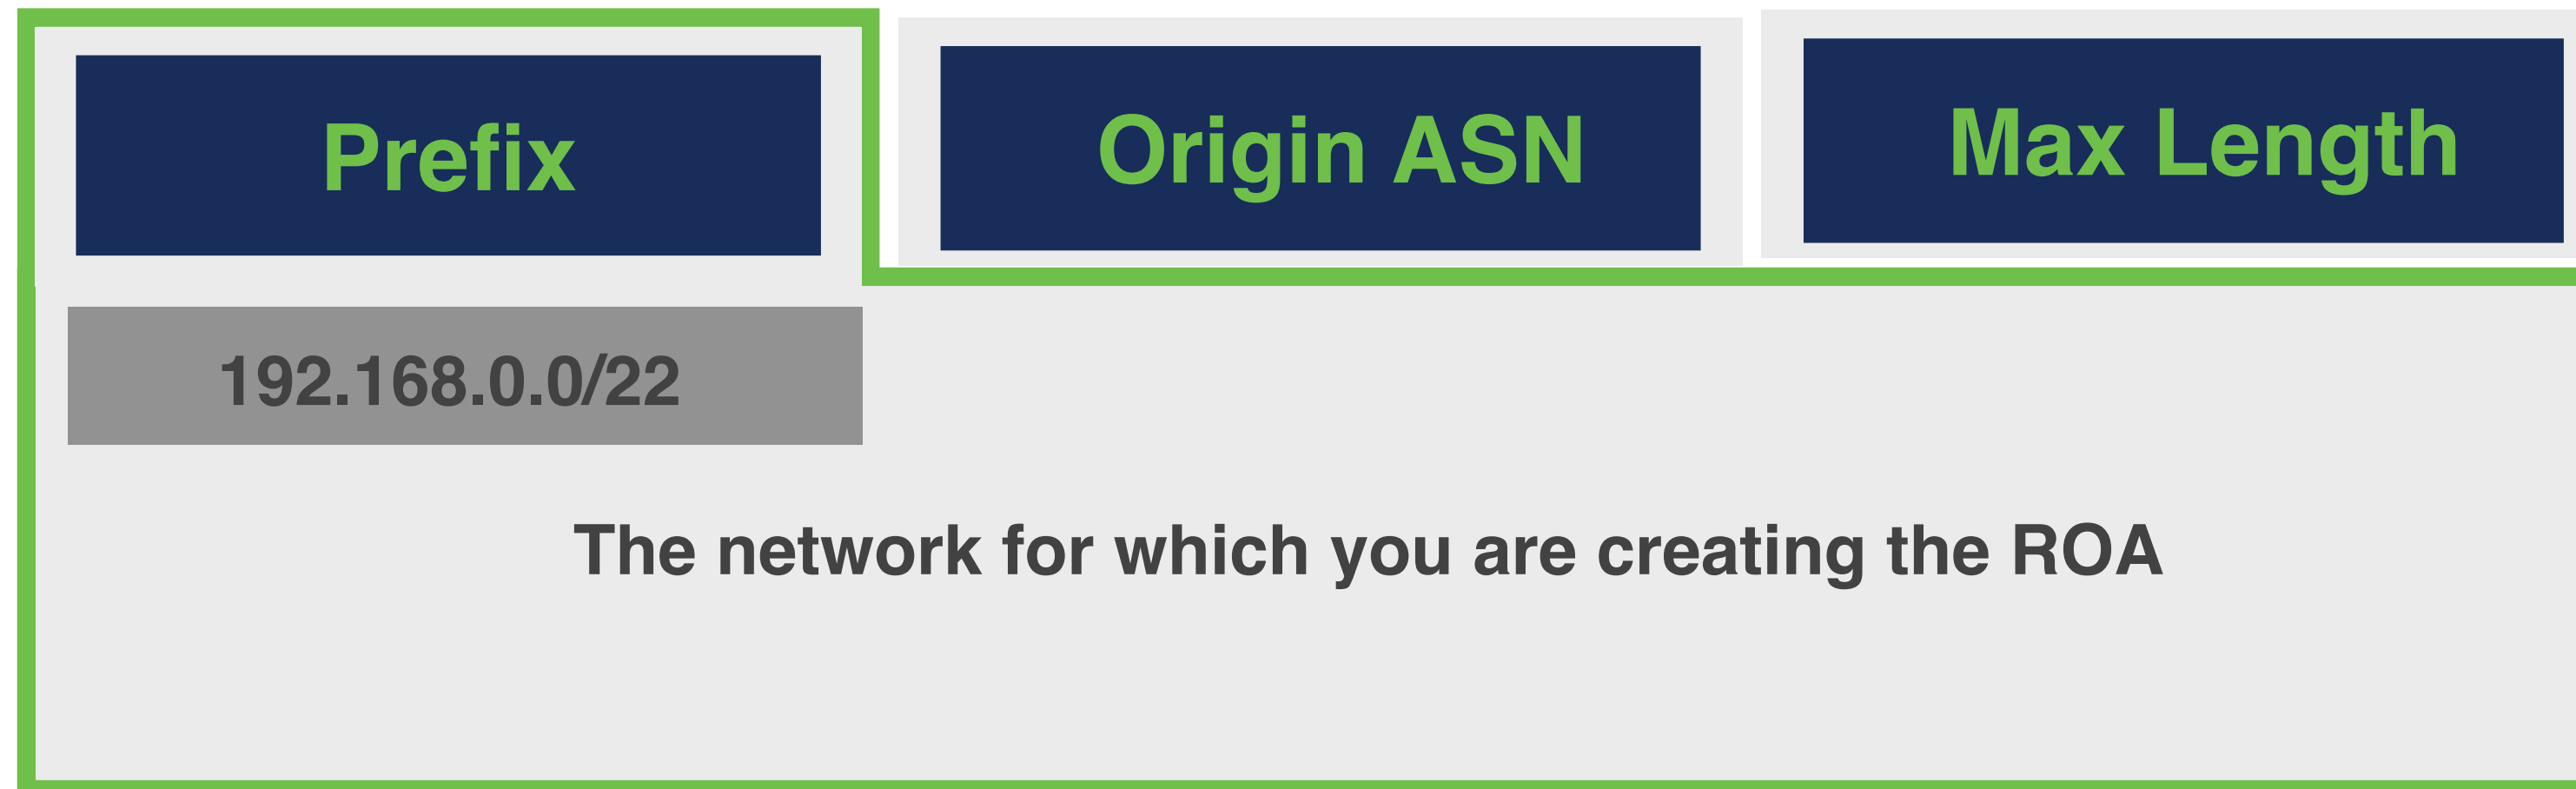 Prefix
Origin ASN
Max Length
192.168.0.0/22
The network for which you are creating the ROA